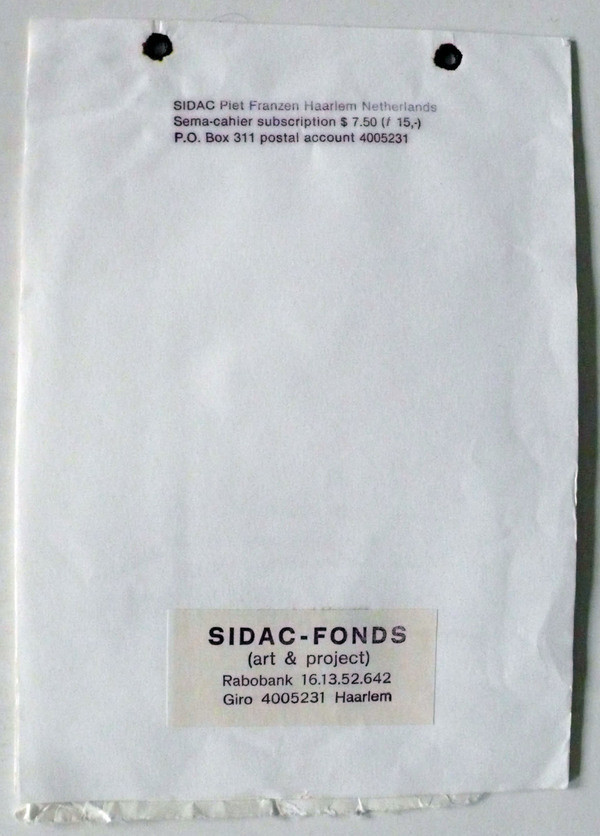 SIDAC Piet Franzen Haarlem Netherlands
Sema-cahier subscription $ 7.50 (f 15,-)
P.O. Box 311 postal account 4005231
SIDAC-FONDS
(art & project)
Rabobank 16.13.52.642
Giro 4005231 Haarlem